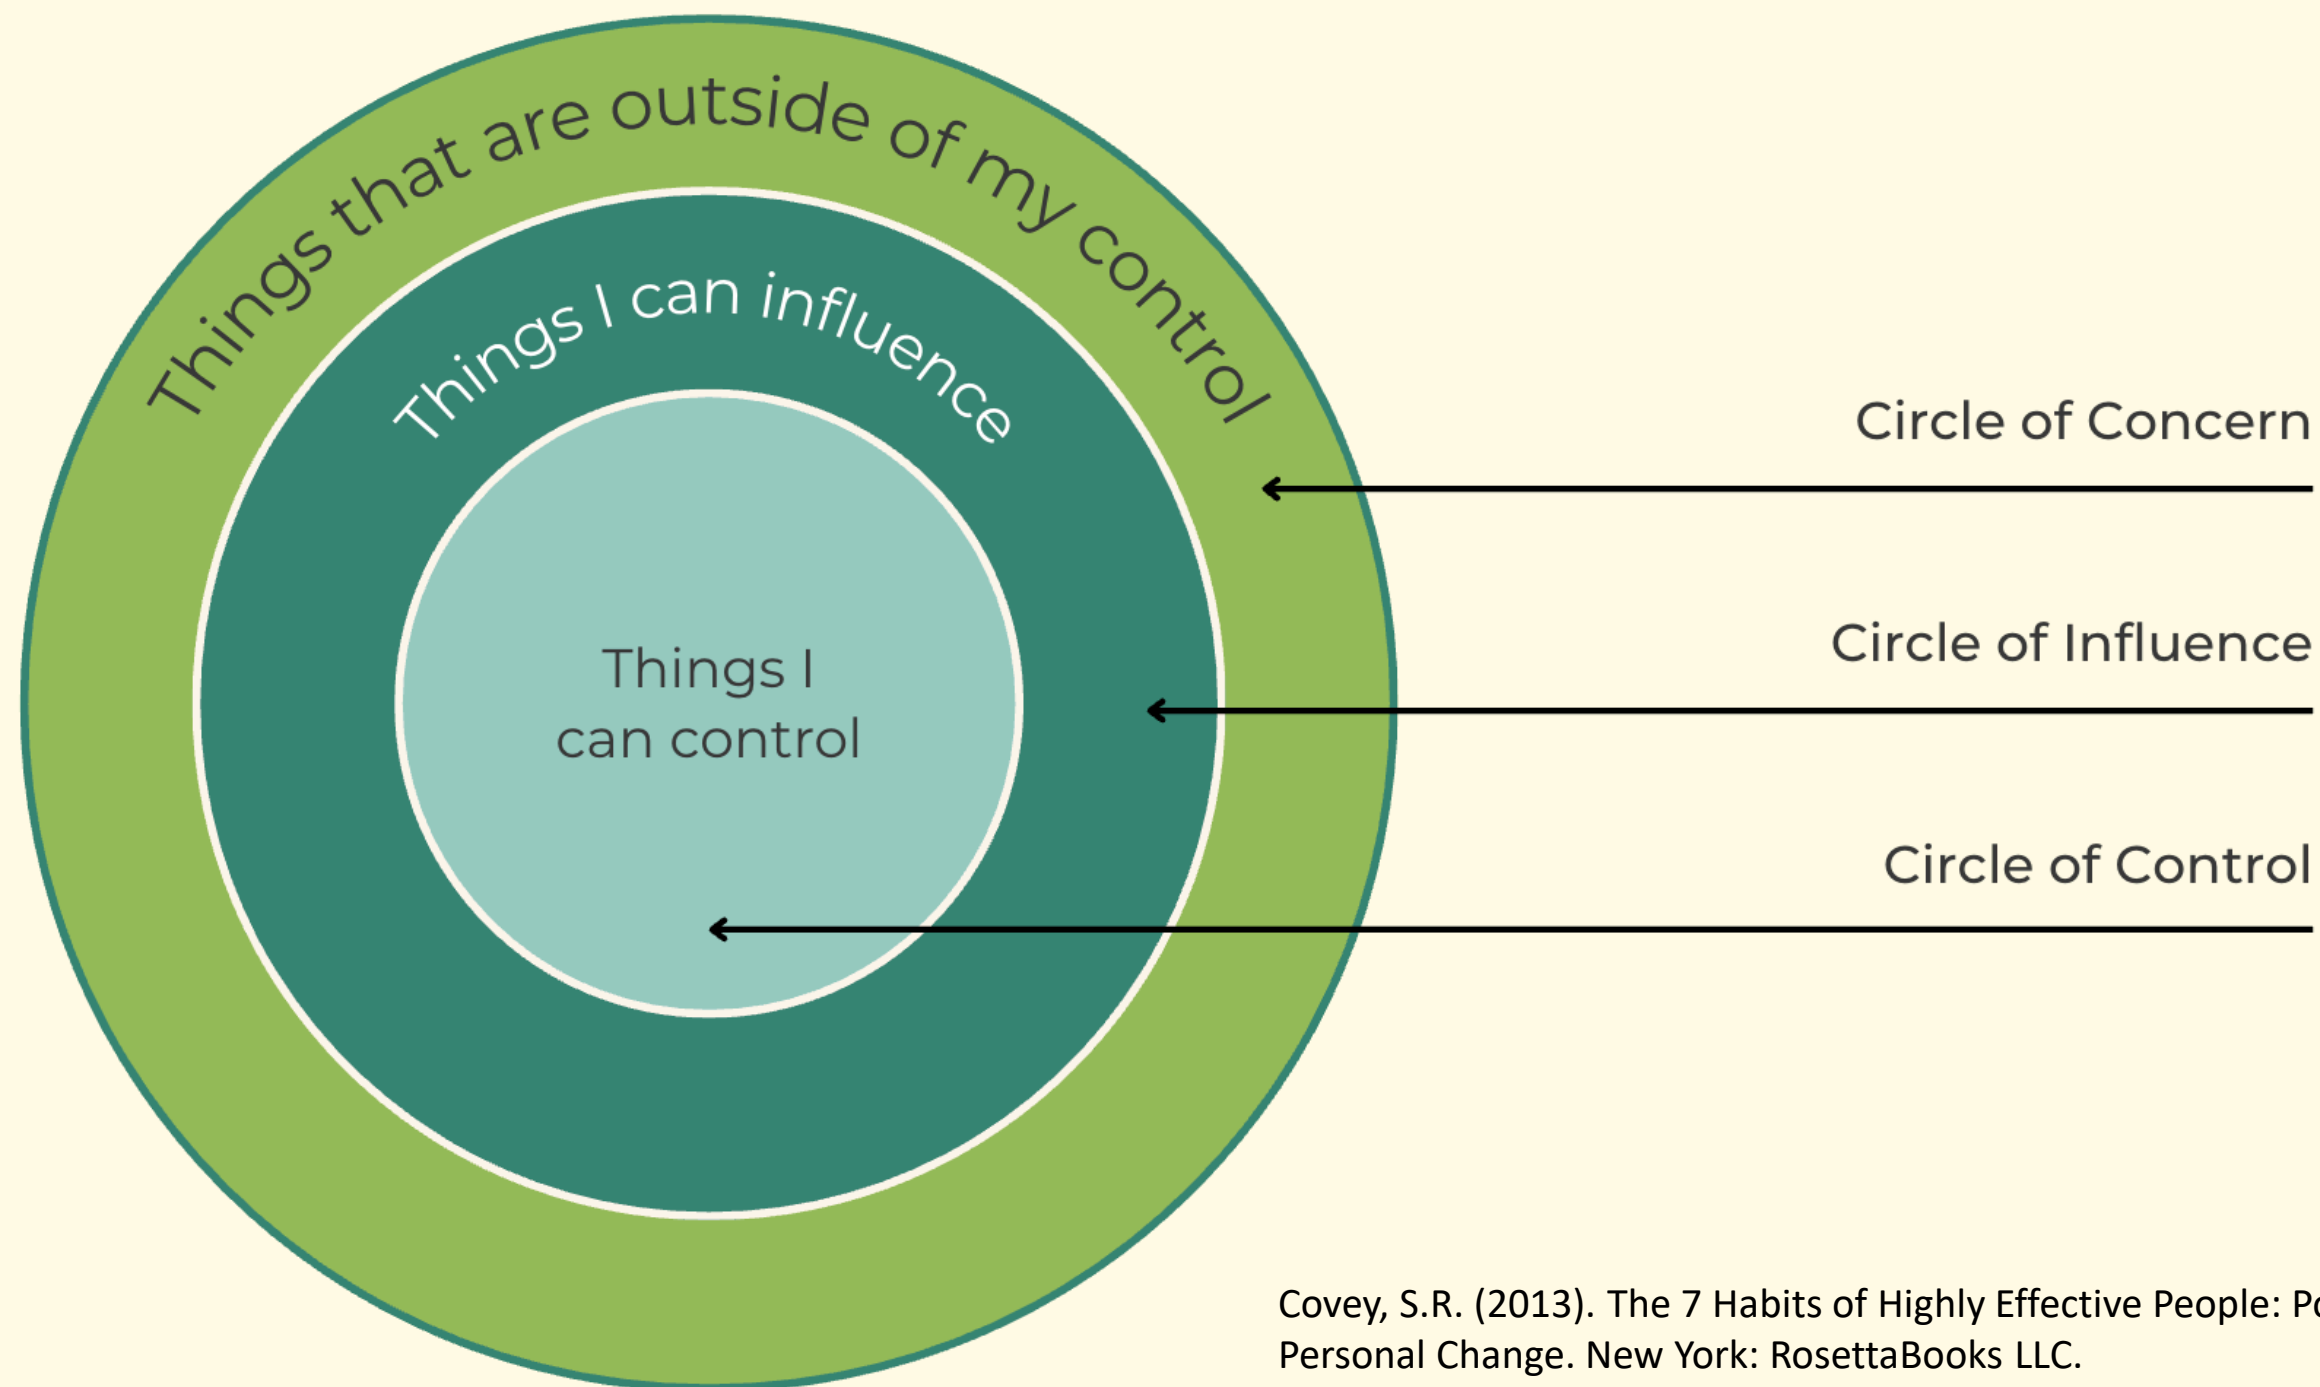 Things that are outside of my control
Things I can influence
Things I
can control
Circle of Concern
Circle of Influence
Circle of Control
Covey, S.R. (2013). The 7 Habits of Highly Effective People:
Personal Change. New York: RosettaBooks LLC.